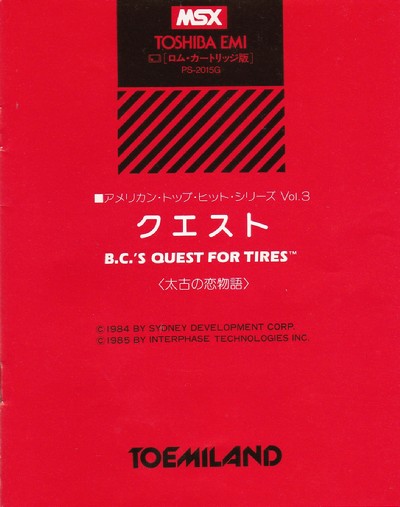 MSX
TOSHIBA EMI
[ロム・カートリッジ版]
PS-2015G
■アメリカン・トップ・ヒット・シリーズ Vol.3
クエスト
B.C.'S QUEST FOR TIRES™
〈太古の恋物語〉
©1984 BY SYDNEY DEVELOPMENT CORP.
©1985 BY INTERPHASE TECHNOLOGIES INC.
TOEMILAND